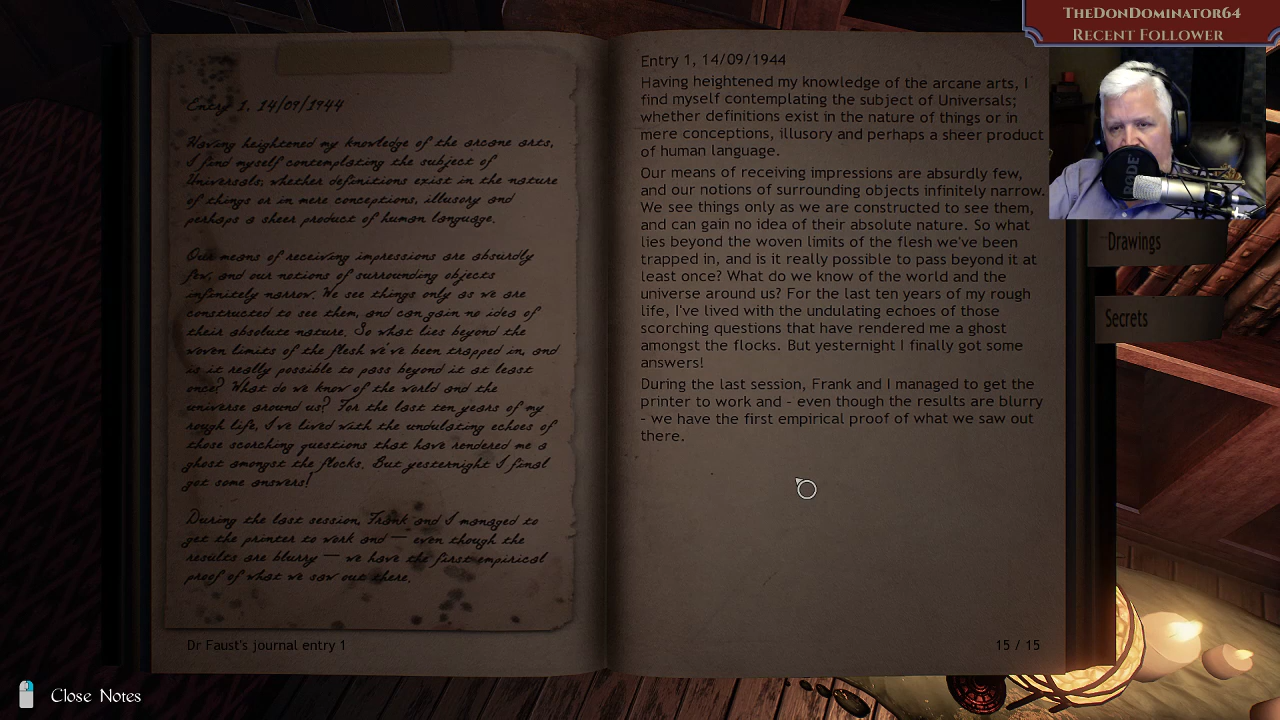 TheDonDominator64
Recent Follower
Entry 1, 14/09/1944
Having heightened my knowledge of the arcane arts,
I find myself contemplating the subject of
Universals; whether definitions exist in the nature
of things or in mere conceptions, illusory and
perhaps a sheer product of human language.
Our means of receiving impressions are absurdly
few, and our notions of surrounding objects
infinitely narrow. We see things only as we are
constructed to see them, and can gain no idea of
their absolute nature. So what lies beyond the
woven limits of the flesh we've been trapped in, and
is it really possible to pass beyond it at least
once? What do we know of the world and the
universe around us? For the last ten years of my
rough life, I've lived with the undulating echoes of
those scorching questions that have rendered me a
ghost amongst the flocks. But yesternight I final
got some answers!
During the last session, Frank and I managed to
get the printer to work and — even though the
results are blurry — we have the first empirical
proof of what we saw out there.
Dr Faust's journal entry 1
Entry 1, 14/09/1944
Having heightened my knowledge of the arcane arts, I
find myself contemplating the subject of Universals;
whether definitions exist in the nature of things or in
mere conceptions, illusory and perhaps a sheer product
of human language.
Our means of receiving impressions are absurdly few,
and our notions of surrounding objects infinitely narrow.
We see things only as we are constructed to see them,
and can gain no idea of their absolute nature. So what
lies beyond the woven limits of the flesh we've been
trapped in, and is it really possible to pass beyond it at
least once? What do we know of the world and the
universe around us? For the last ten years of my rough
life, I've lived with the undulating echoes of those
scorching questions that have rendered me a ghost
amongst the flocks. But yesternight I finally got some
answers!
During the last session, Frank and I managed to get the
printer to work and - even though the results are blurry
- we have the first empirical proof of what we saw out
there.
15 / 15
Drawings
Secrets
RODE
Close Notes